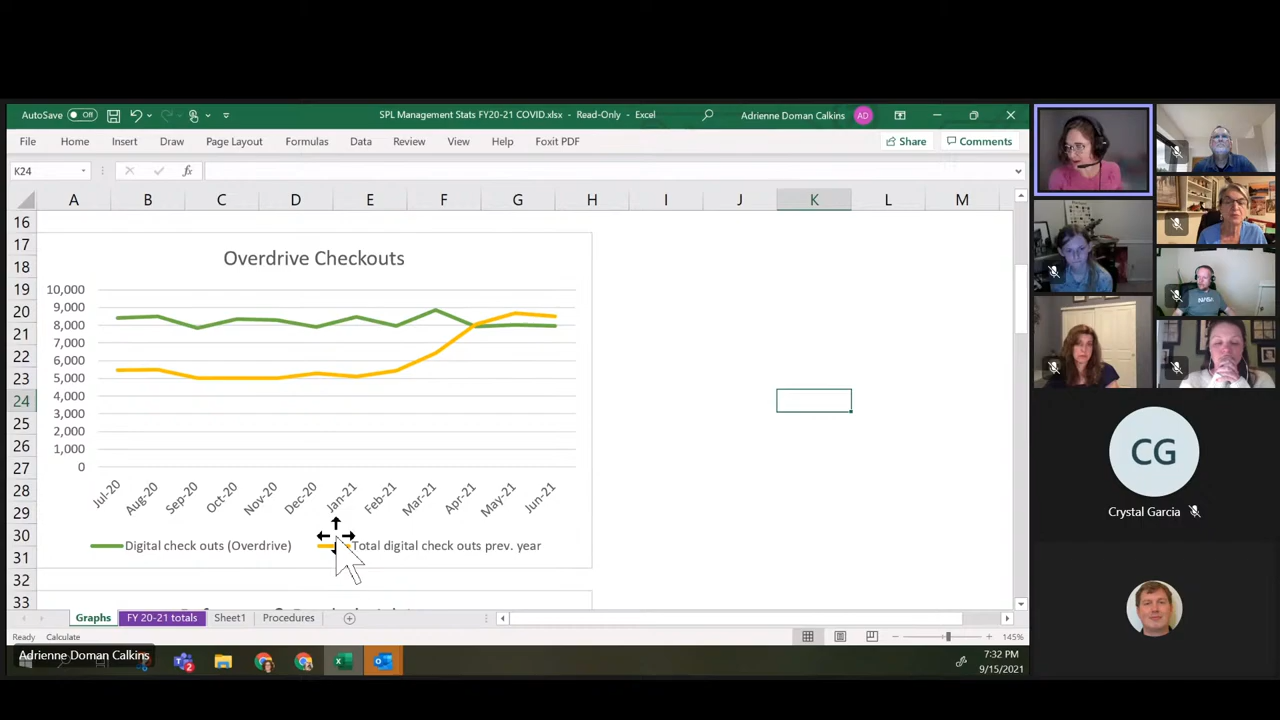 AutoSave Off SPL Management Stats FY20-21 COVID.xlsx - Read-Only - Excel Adrienne Doman Calkins AD
File Home Insert Draw Page Layout Formulas Data Review View Help Foxit PDF Share Comments
K24 fx
A B C D E F G H I J K L M
16
17
18
19
20
21
22
23
24
25
26
27
28
29
30
31
32
33
Overdrive Checkouts
10,000
9,000
8,000
7,000
6,000
5,000
4,000
3,000
2,000
1,000
0
Jul-20 Aug-20 Sep-20 Oct-20 Nov-20 Dec-20 Jan-21 Feb-21 Mar-21 Apr-21 May-21 Jun-21
Digital check outs (Overdrive) Total digital check outs prev. year
Graphs FY 20-21 totals Sheet1 Procedures
Ready Calculate 145%
Adrienne Doman Calkins
2
7:32 PM
9/15/2021
NASA
CG
Crystal Garcia